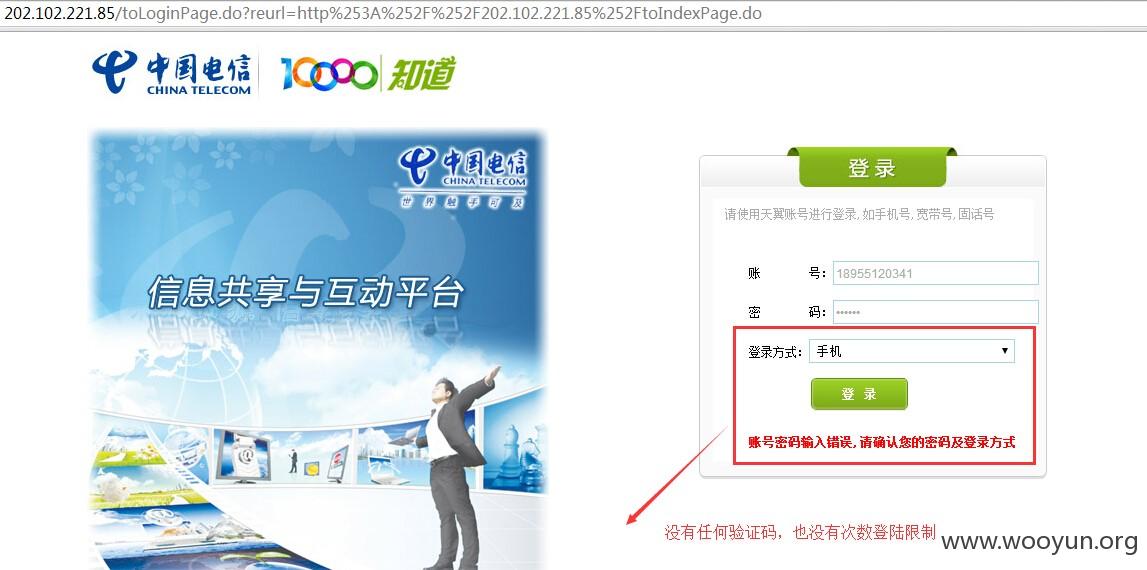 202.102.221.85/toLoginPage.do?reurl=http%253A%252F%252F202.102.221.85%252FtoIndexPage.do
中国电信
CHINA TELECOM
10000 知道
中国电信
CHINA TELECOM
世界触手可及
信息共享与互动平台
登录
请使用天翼账号进行登录,如手机号,宽带号,固话号
账 号: 18955120341
密 码: ••••••
登录方式: 手机
登 录
账号密码输入错误,请确认您的密码及登录方式
没有任何验证码，也没有次数登陆限制
www.wooyun.org